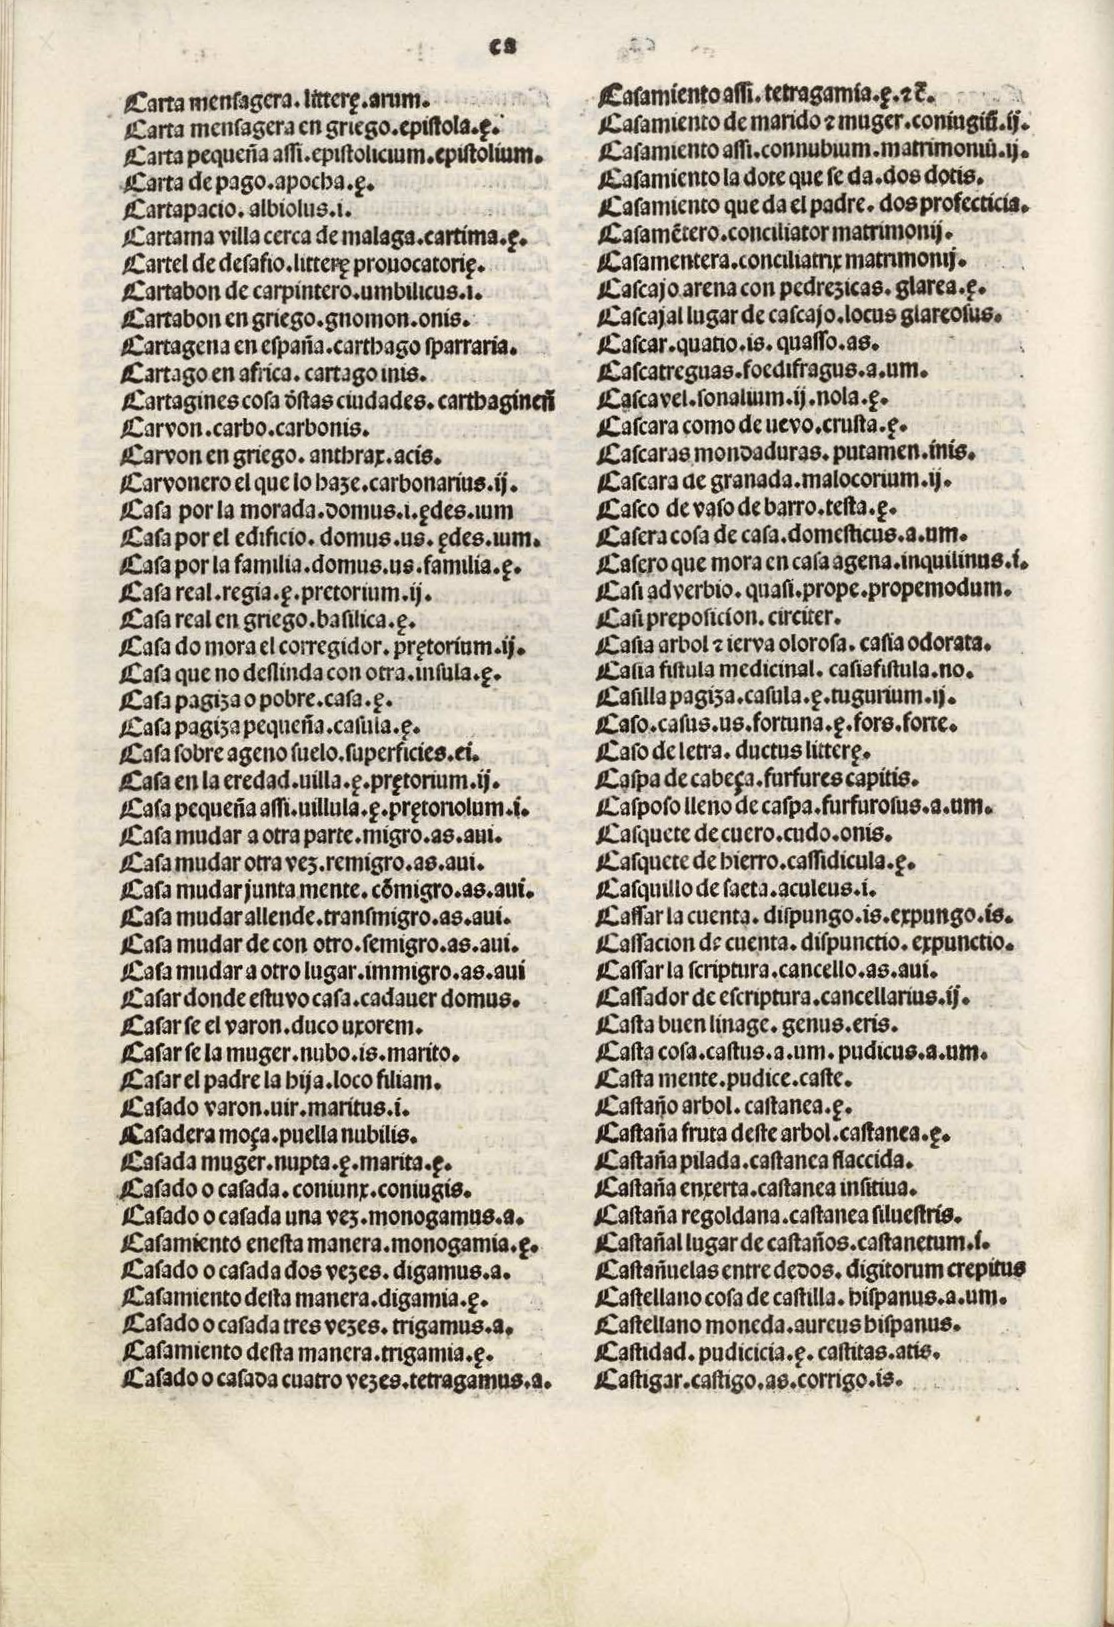 ca
Carta mensagera. litterę. arum.
Carta mensagera en griego. epistola. ę.
Carta pequeña assi. epistolicium. epistolium.
Carta de pago. apocha. ę.
Cartapacio. albiolus. i.
Cartama villa cerca de malaga. cartima. ę.
Cartel de desafio. litterę prouocatorię.
Cartabon de carpintero. umbilicus. i.
Cartabon en griego. gnomon. onis.
Cartagena en españa. carthago sparraria.
Cartago en africa. cartago inis.
Cartagines cosa d̄stas ciudades. carthagineñ
Carvon. carbo. carbonis.
Carvon en griego. anthrax. acis.
Carvonero el que lo haze. carbonarius. ij.
Casa por la morada. domus. i. ędes. ium
Casa por el edificio. domus. us. ędes. ium.
Casa por la familia. domus. us. familia. ę.
Casa real. regia. ę. pretorium. ij.
Casa real en griego. basilica. ę.
Casa do mora el corregidor. prętorium. ij.
Casa que no deslinda con otra. insula. ę.
Casa pagiza o pobre. casa. ę.
Casa pagiza pequeña. casula. ę.
Casa sobre ageno suelo. superficies. ei.
Casa en la eredad. uilla. ę. prętorium. ij.
Casa pequeña assi. uillula. ę. prętoriolum. i.
Casa mudar a otra parte. migro. as. aui.
Casa mudar otra vez. remigro. as. aui.
Casa mudar junta mente. cōmigro. as. aui.
Casa mudar allende. transmigro. as. aui.
Casa mudar de con otro. semigro. as. aui.
Casa mudar a otro lugar. immigro. as. aui
Casar donde estuvo casa. cadauer domus.
Casar se el varon. duco uxorem.
Casar se la muger. nubo. is. marito.
Casar el padre la hija. loco filiam.
Casado varon. uir. maritus. i.
Casadera moça. puella nubilis.
Casada muger. nupta. ę. marita. ę.
Casado o casada. coniunx. coniugis.
Casado o casada una vez. monogamus. a.
Casamiento enesta manera. monogamia. ę.
Casado o casada dos vezes. digamus. a.
Casamiento desta manera. digamia. ę.
Casado o casada tres vezes. trigamus. a.
Casamiento desta manera. trigamia. ę.
Casado o casada cuatro vezes. tetragamus. a.
Casamiento assi. tetragamia. ę. ⁊ c̄.
Casamiento de marido ⁊ muger. coniugiū. ij.
Casamiento assi. connubium. matrimoniū. ij.
Casamiento la dote que se da. dos dotis.
Casamiento que da el padre. dos profecticia.
Casamētero. conciliator matrimonij.
Casamentera. conciliatrix matrimonij.
Cascajo arena con pedrezicas. glarea. ę.
Cascajal lugar de cascajo. locus glareosus.
Cascar. quatio. is. quasso. as.
Cascatreguas. foedifragus. a. um.
Cascavel. sonalium. ij. nola. ę.
Cascara como de uevo. crusta. ę.
Cascaras mondaduras. putamen. inis.
Cascara de granada. malocorium. ij.
Casco de vaso de barro. testa. ę.
Casera cosa de casa. domesticus. a. um.
Casero que mora en casa agena. inquilinus. i.
Casi adverbio. quasi. prope. propemodum.
Casi preposicion. circiter.
Casia arbol ⁊ ierva olorosa. casia odorata.
Casia fistula medicinal. casiafistula. no.
Casilla pagiza. casula. ę. tugurium. ij.
Caso. casus. us. fortuna. ę. fors. forte.
Caso de letra. ductus litterę.
Caspa de cabeça. furfures capitis.
Casposo lleno de caspa. furfurosus. a. um.
Casquete de cuero. cudo. onis.
Casquete de hierro. cassidicula. ę.
Casquillo de saeta. aculeus. i.
Cassar la cuenta. dispungo. is. expungo. is.
Cassacion de cuenta. dispunctio. expunctio.
Cassar la scriptura. cancello. as. aui.
Cassador de escriptura. cancellarius. ij.
Casta buen linage. genus. eris.
Casta cosa. castus. a. um. pudicus. a. um.
Casta mente. pudice. caste.
Castaño arbol. castanea. ę.
Castaña fruta deste arbol. castanea. ę.
Castaña pilada. castanea flaccida.
Castaña enxerta. castanea insitiua.
Castaña regoldana. castanea siluestris.
Castañal lugar de castaños. castanetum. i.
Castañuelas entre dedos. digitorum crepitus
Castellano cosa de castilla. hispanus. a. um.
Castellano moneda. aureus hispanus.
Castidad. pudicicia. ę. castitas. atis.
Castigar. castigo. as. corrigo. is.